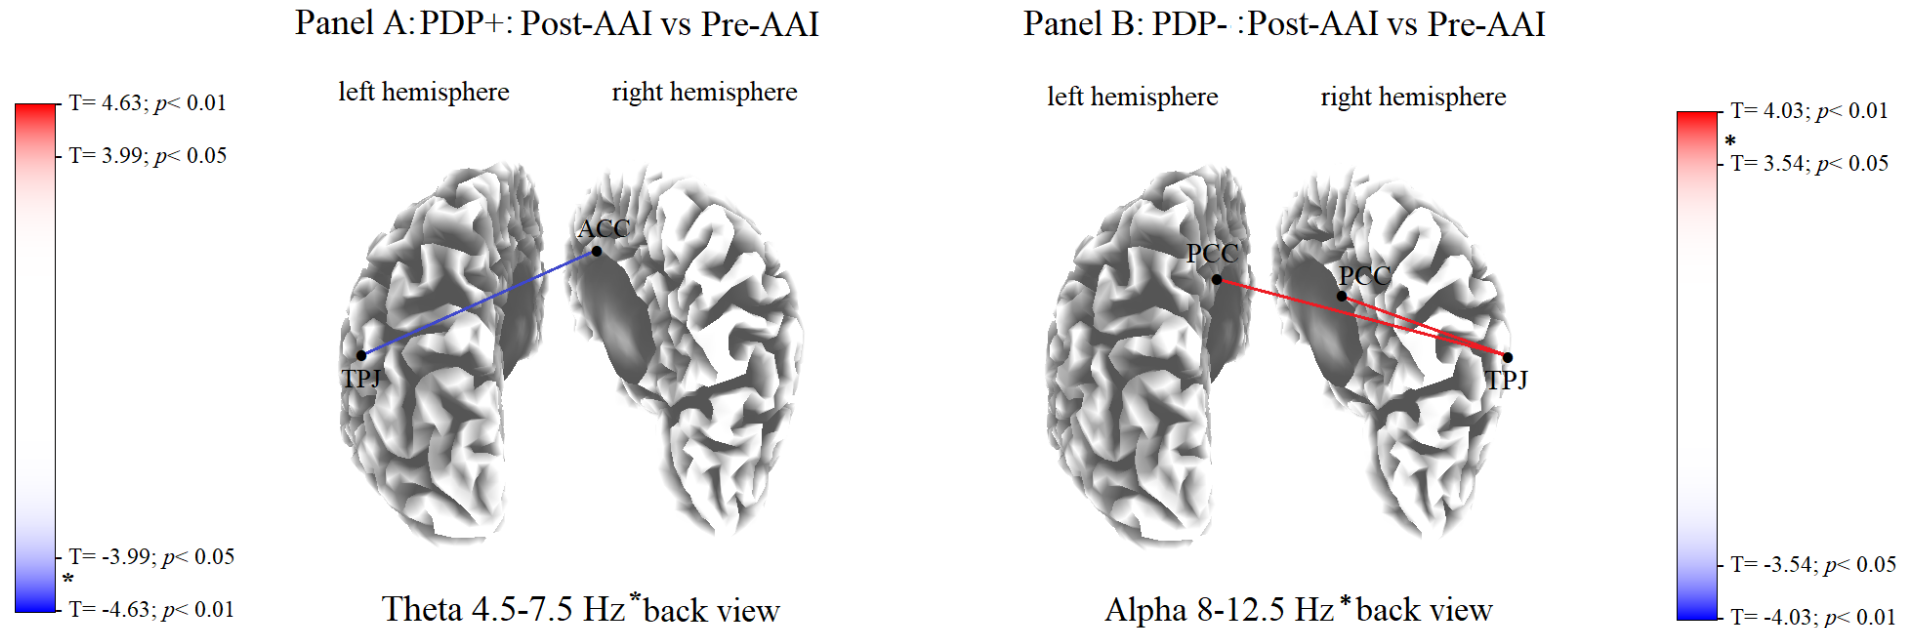 Panel A: PDP+: Post-AAI vs Pre-AAI
left hemisphere
right hemisphere
T= 4.63; p< 0.01
T= 3.99; p< 0.05
ACC
TPJ
T= -3.99; p< 0.05
*
T= -4.63; p< 0.01
Theta 4.5-7.5 Hz * back view
Panel B: PDP- : Post-AAI vs Pre-AAI
left hemisphere
right hemisphere
T= 4.03; p< 0.01
*
T= 3.54; p< 0.05
PCC
PCC
TPJ
T= -3.54; p< 0.05
T= -4.03; p< 0.01
Alpha 8-12.5 Hz * back view